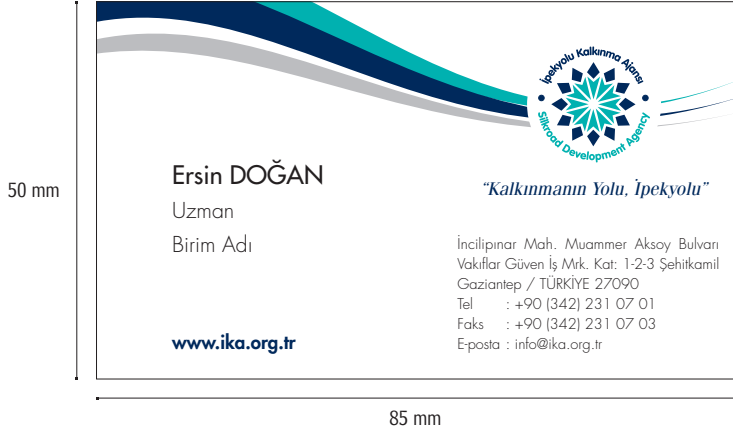 İpekyolu Kalkınma Ajansı
Silkroad Development Agency
"Kalkınmanın Yolu, İpekyolu"
Ersin DOĞAN
Uzman
Birim Adı
www.ika.org.tr
İncilipınar Mah. Muammer Aksoy Bulvarı
Vakıflar Güven İş Mrk. Kat: 1-2-3 Şehitkamil
Gaziantep / TÜRKİYE 27090
Tel : +90 (342) 231 07 01
Faks : +90 (342) 231 07 03
E-posta : info@ika.org.tr
50 mm
85 mm